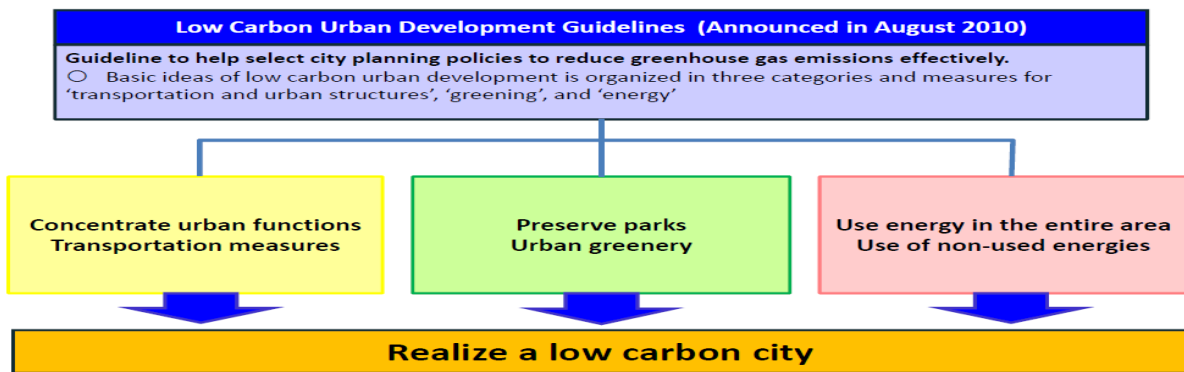 Low Carbon Urban Development Guidelines (Announced in August 2010)
Guideline to help select city planning policies to reduce greenhouse gas emissions effectively.
○ Basic ideas of low carbon urban development is organized in three categories and measures for
‘transportation and urban structures’, ‘greening’, and ‘energy’
Concentrate urban functions
Transportation measures
Preserve parks
Urban greenery
Use energy in the entire area
Use of non-used energies
Realize a low carbon city